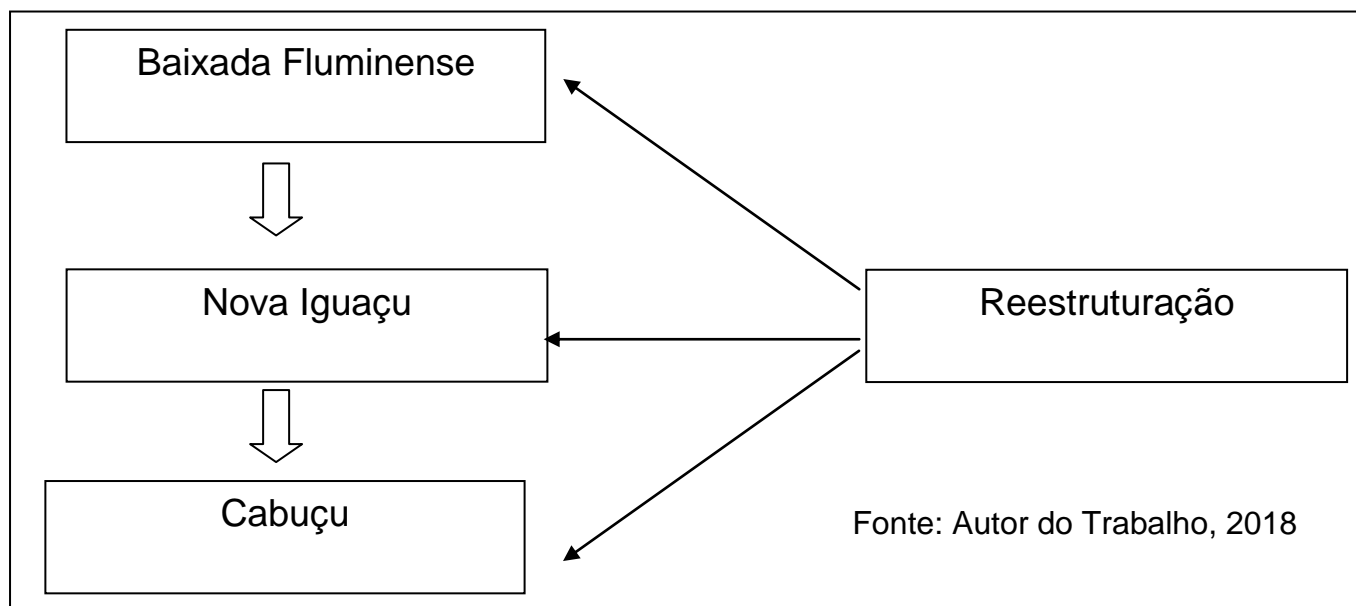 Baixada Fluminense
Nova Iguaçu
Reestruturação
Cabuçu
Fonte: Autor do Trabalho, 2018